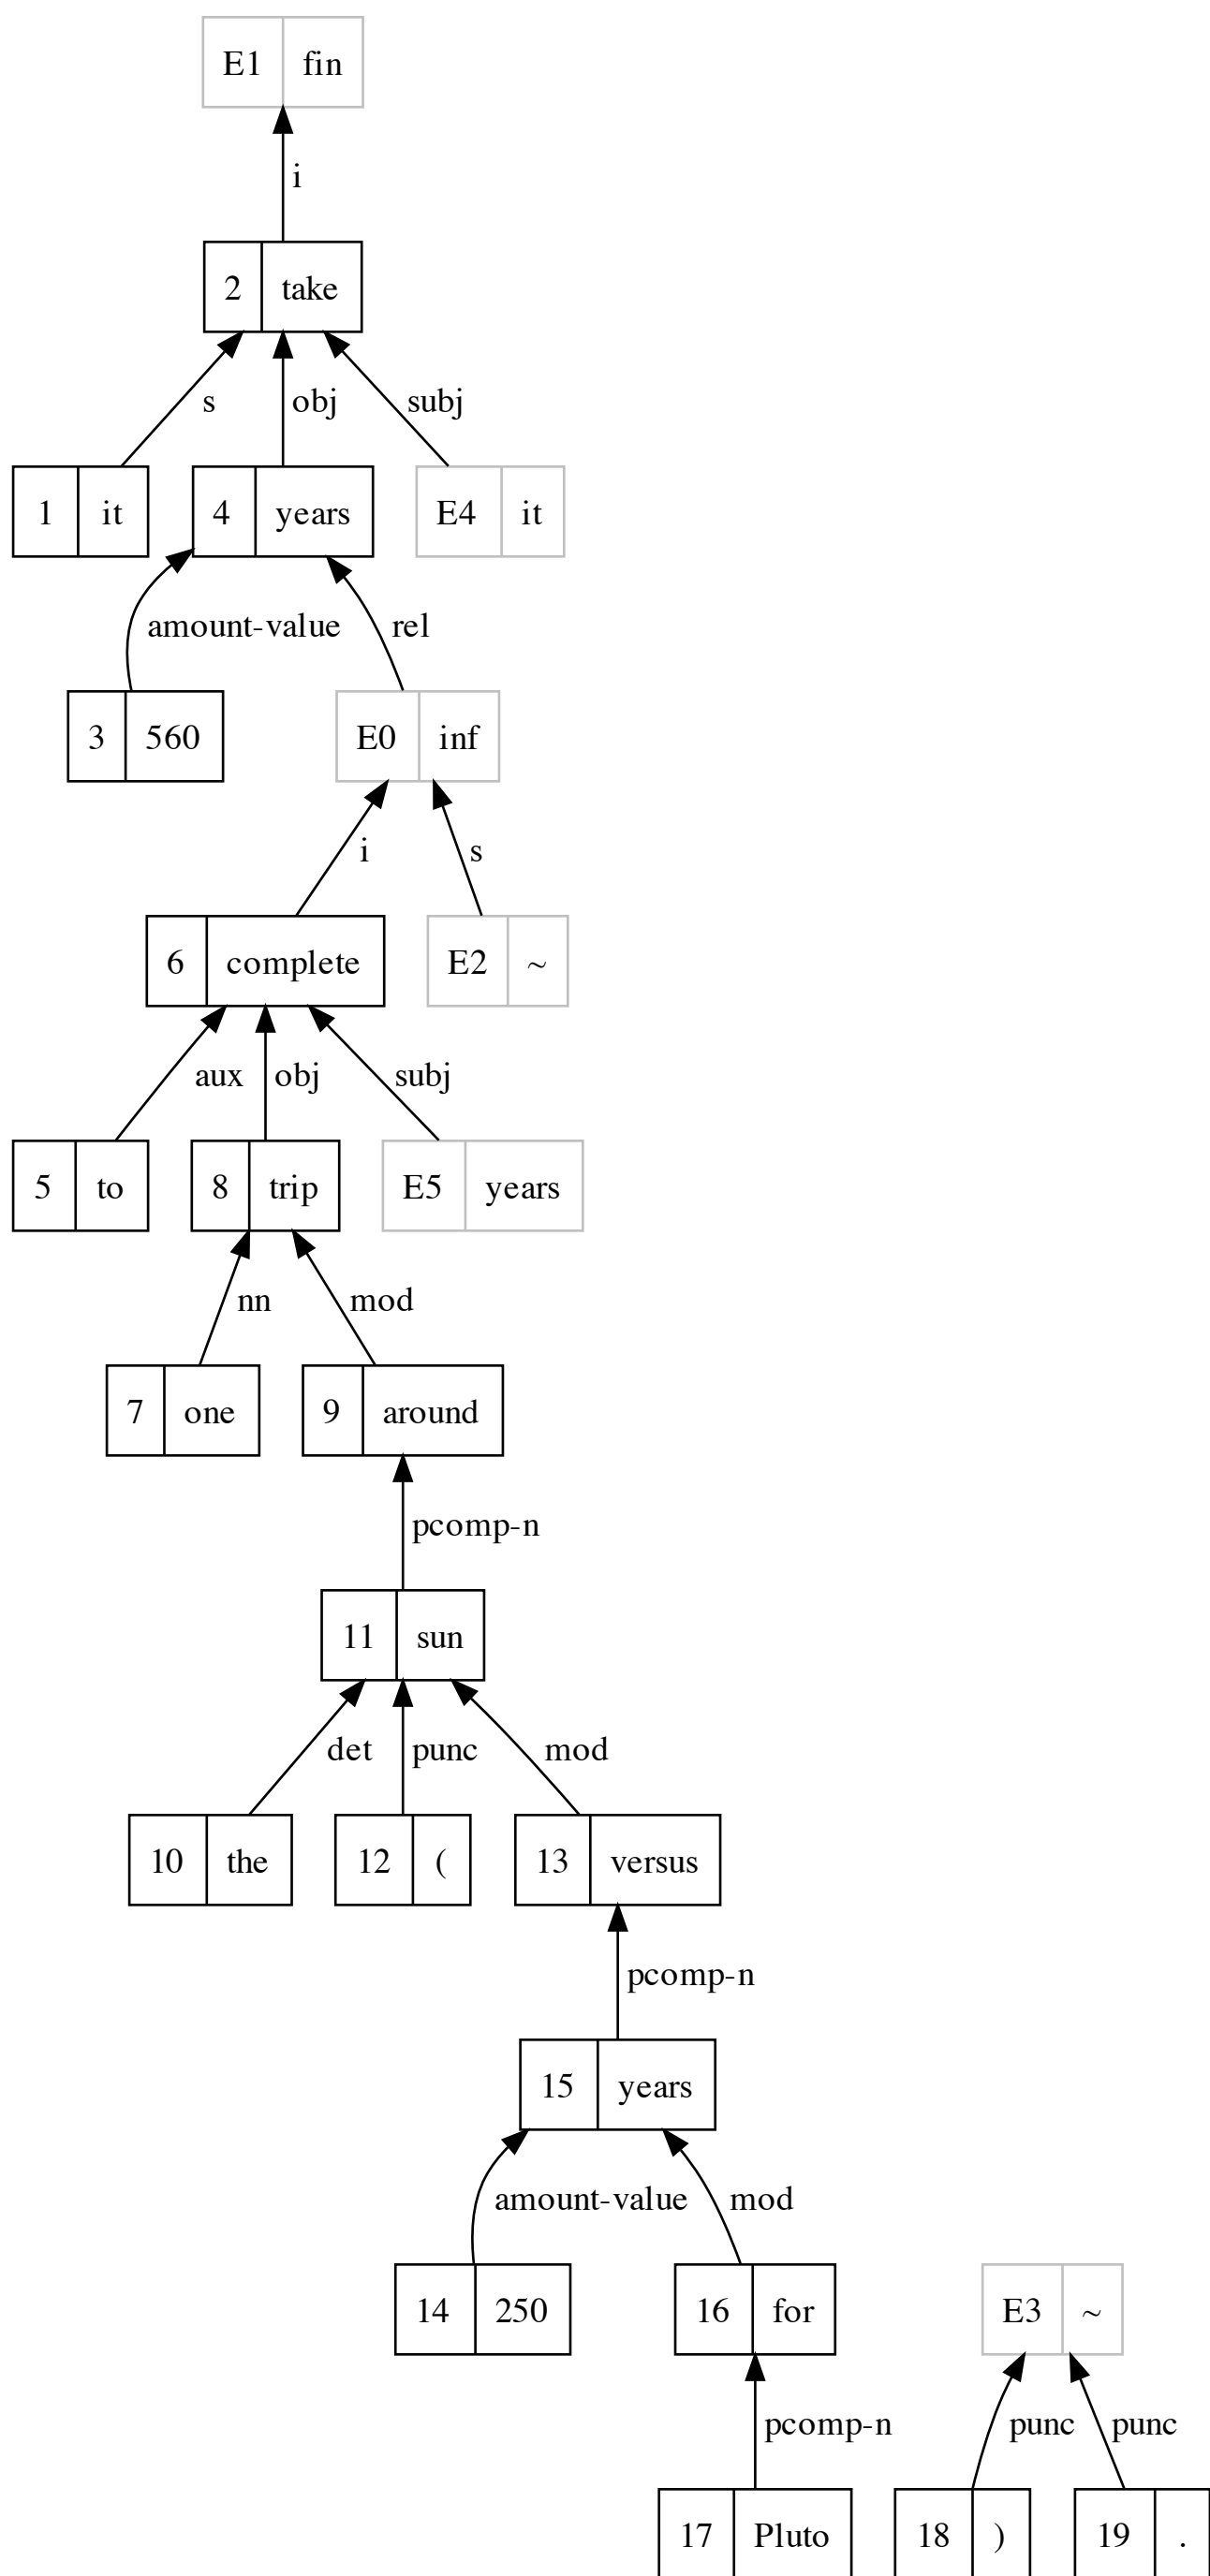 E1 fin
i
2 take
s obj subj
1 it 4 years E4 it
amount-value rel
3 560 E0 inf
i s
6 complete E2 ~
aux obj subj
5 to 8 trip E5 years
nn mod
7 one 9 around
pcomp-n
11 sun
det punc mod
10 the 12 ( 13 versus
pcomp-n
15 years
amount-value mod
14 250 16 for E3 ~
pcomp-n punc punc
17 Pluto 18 ) 19 .